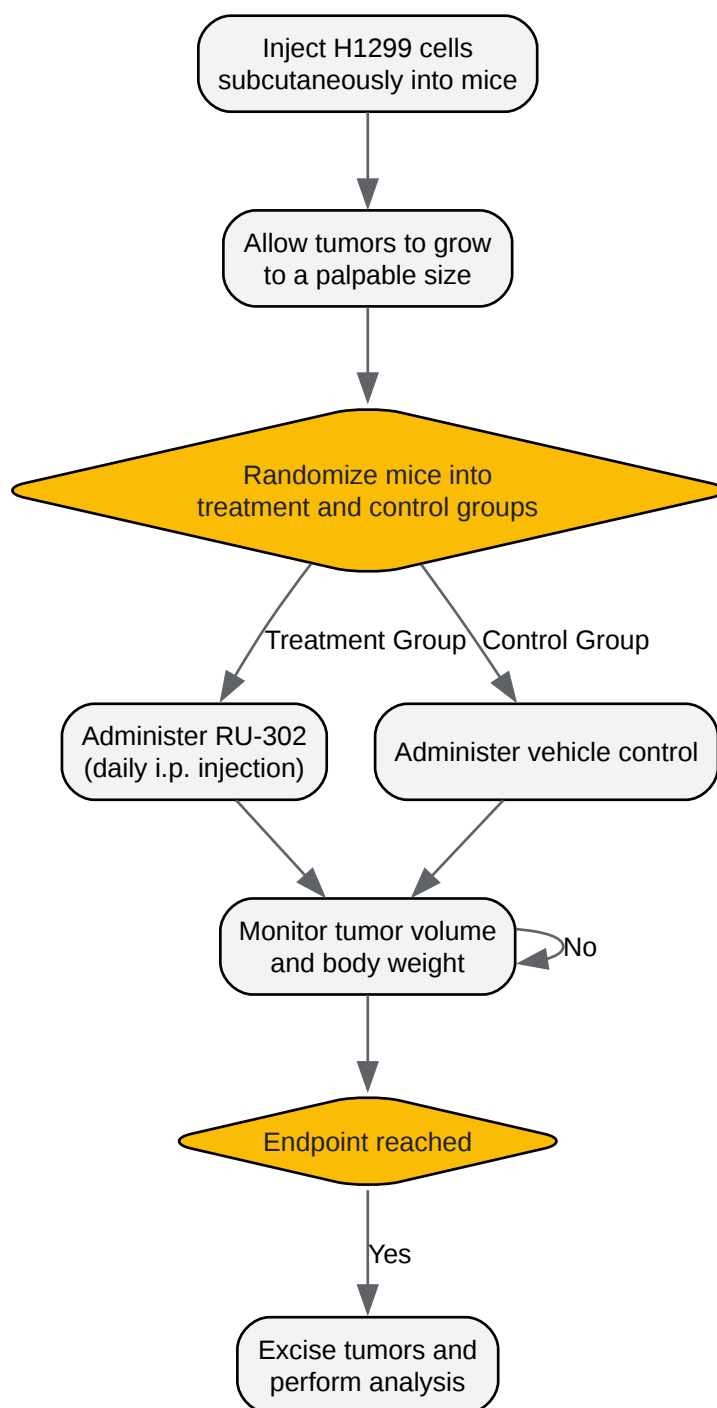 Inject H1299 cells
subcutaneously into mice
Allow tumors to grow
to a palpable size
Randomize mice into
treatment and control groups
Treatment Group
Control Group
Administer RU-302
(daily i.p. injection)
Administer vehicle control
Monitor tumor volume
and body weight
No
Endpoint reached
Yes
Excise tumors and
perform analysis